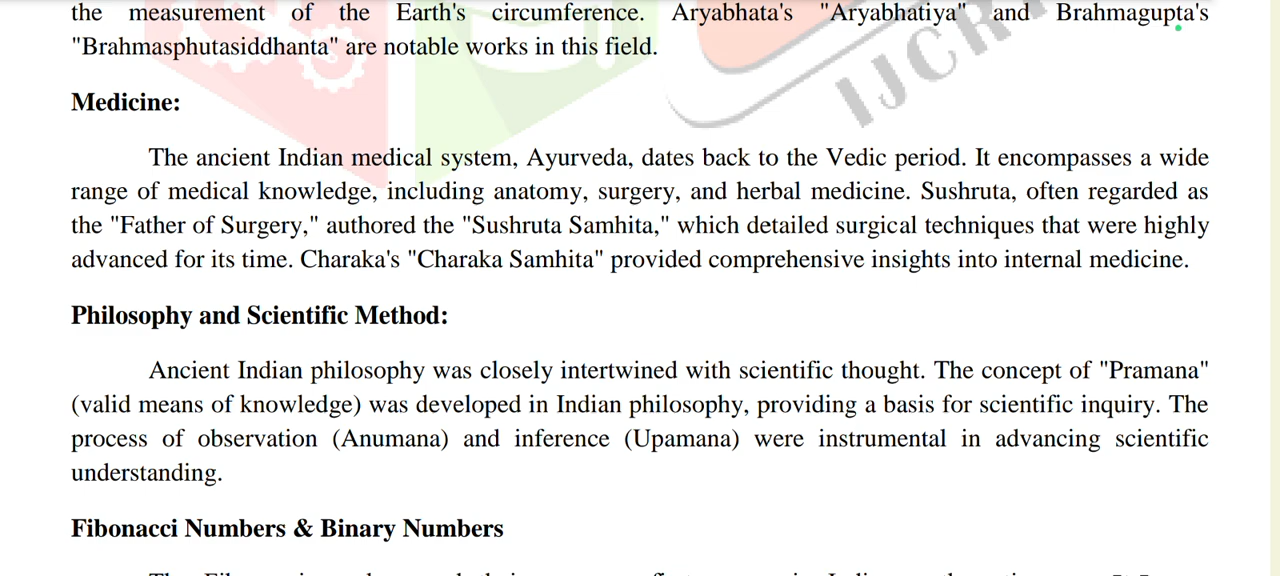 the measurement of the Earth's circumference. Aryabhata's "Aryabhatiya" and Brahmagupta's
"Brahmasphutasiddhanta" are notable works in this field.
Medicine:
The ancient Indian medical system, Ayurveda, dates back to the Vedic period. It encompasses a wide
range of medical knowledge, including anatomy, surgery, and herbal medicine. Sushruta, often regarded as
the "Father of Surgery," authored the "Sushruta Samhita," which detailed surgical techniques that were highly
advanced for its time. Charaka's "Charaka Samhita" provided comprehensive insights into internal medicine.
Philosophy and Scientific Method:
Ancient Indian philosophy was closely intertwined with scientific thought. The concept of "Pramana"
(valid means of knowledge) was developed in Indian philosophy, providing a basis for scientific inquiry. The
process of observation (Anumana) and inference (Upamana) were instrumental in advancing scientific
understanding.
Fibonacci Numbers & Binary Numbers
IJCR